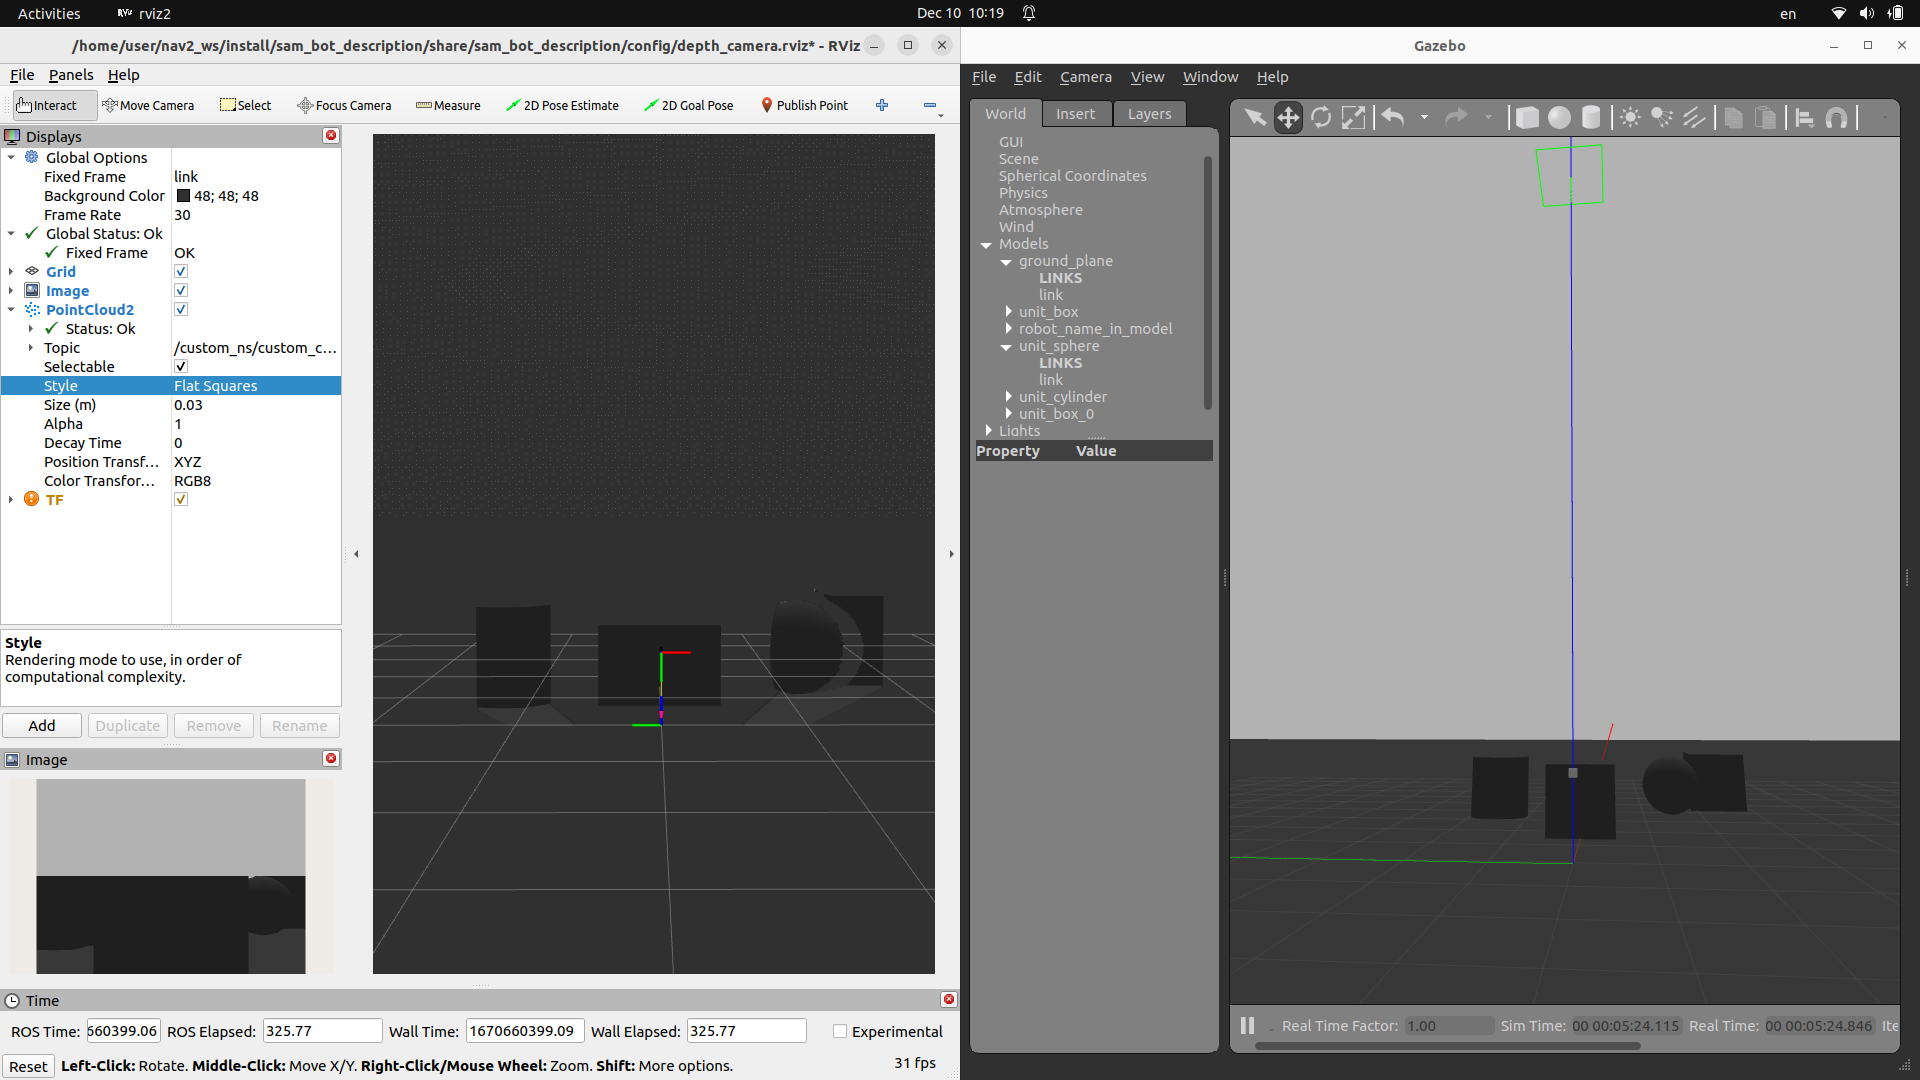 Activities rviz2 Dec 10 10:19 en
/home/user/nav2_ws/install/sam_bot_description/share/sam_bot_description/config/depth_camera.rviz* - RViz
File Panels Help
Interact Move Camera Select Focus Camera Measure 2D Pose Estimate 2D Goal Pose Publish Point
Displays
Global Options
Fixed Frame link
Background Color 48; 48; 48
Frame Rate 30
Global Status: Ok
Fixed Frame OK
Grid
Image
PointCloud2
Status: Ok
Topic /custom_ns/custom_c...
Selectable
Style Flat Squares
Size (m) 0.03
Alpha 1
Decay Time 0
Position Transf... XYZ
Color Transfor... RGB8
TF
Style
Rendering mode to use, in order of
computational complexity.
Add Duplicate Remove Rename
Image
Time
ROS Time: 660399.06 ROS Elapsed: 325.77 Wall Time: 1670660399.09 Wall Elapsed: 325.77 Experimental
Reset Left-Click: Rotate. Middle-Click: Move X/Y. Right-Click/Mouse Wheel: Zoom. Shift: More options. 31 fps
Gazebo
File Edit Camera View Window Help
World Insert Layers
GUI
Scene
Spherical Coordinates
Physics
Atmosphere
Wind
Models
ground_plane
LINKS
link
unit_box
robot_name_in_model
unit_sphere
LINKS
link
unit_cylinder
unit_box_0
Lights
Property Value
Real Time Factor: 1.00 Sim Time: 00 00:05:24.115 Real Time: 00 00:05:24.846 Ite